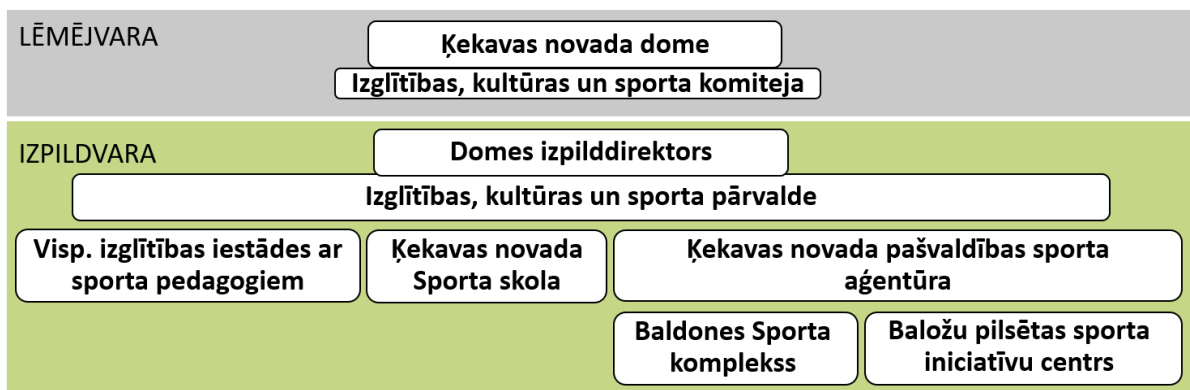 LĒMĒJVARA
Ķekavas novada dome
Izglītības, kultūras un sporta komiteja
IZPILDVARA
Domes izpilddirektors
Izglītības, kultūras un sporta pārvalde
Visp. izglītības iestādes ar
sporta pedagogiem
Ķekavas novada
Sporta skola
Ķekavas novada pašvaldības sporta
aģentūra
Baldones Sporta
komplekss
Baložu pilsētas sporta
iniciatīvu centrs